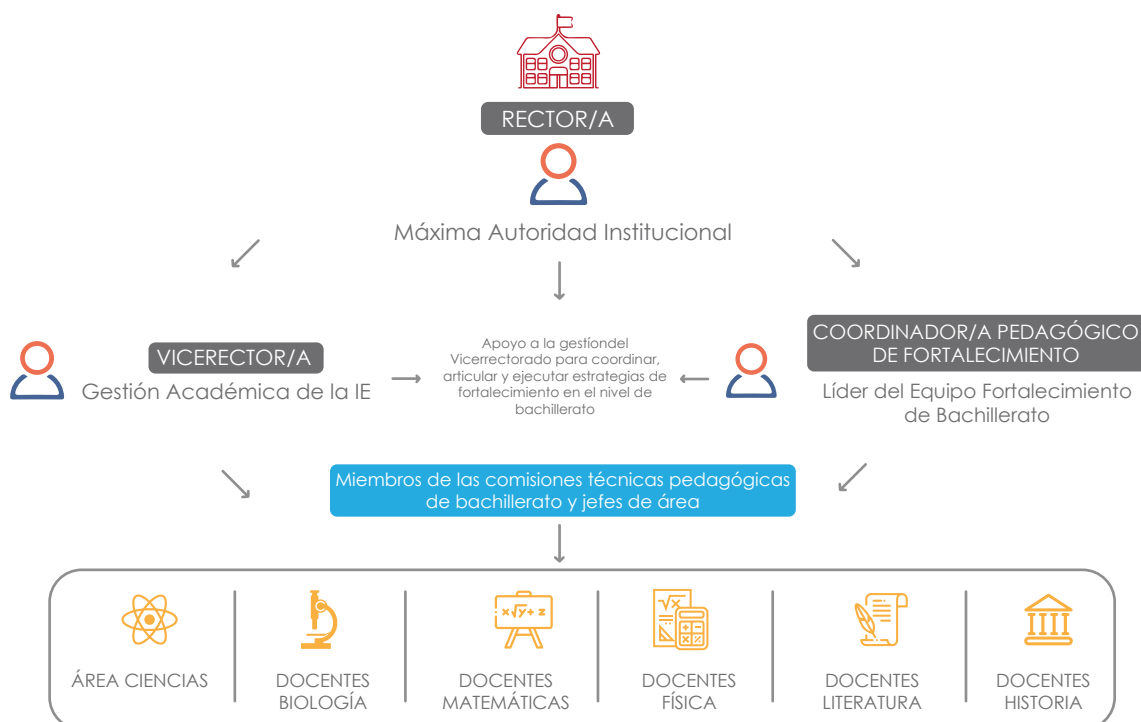 RECTOR/A
Máxima Autoridad Institucional
VICERECTOR/A
Gestión Académica de la IE
Apoyo a la gestióndel
Vicerrectorado para coordinar,
articular y ejecutar estrategias de
fortalecimiento en el nivel de
bachillerato
COORDINADOR/A PEDAGÓGICO
DE FORTALECIMIENTO
Líder del Equipo Fortalecimiento
de Bachillerato
Miembros de las comisiones técnicas pedagógicas
de bachillerato y jefes de área
x√y+ z
√x
ÁREA CIENCIAS
DOCENTES
BIOLOGÍA
DOCENTES
MATEMÁTICAS
DOCENTES
FÍSICA
DOCENTES
LITERATURA
DOCENTES
HISTORIA